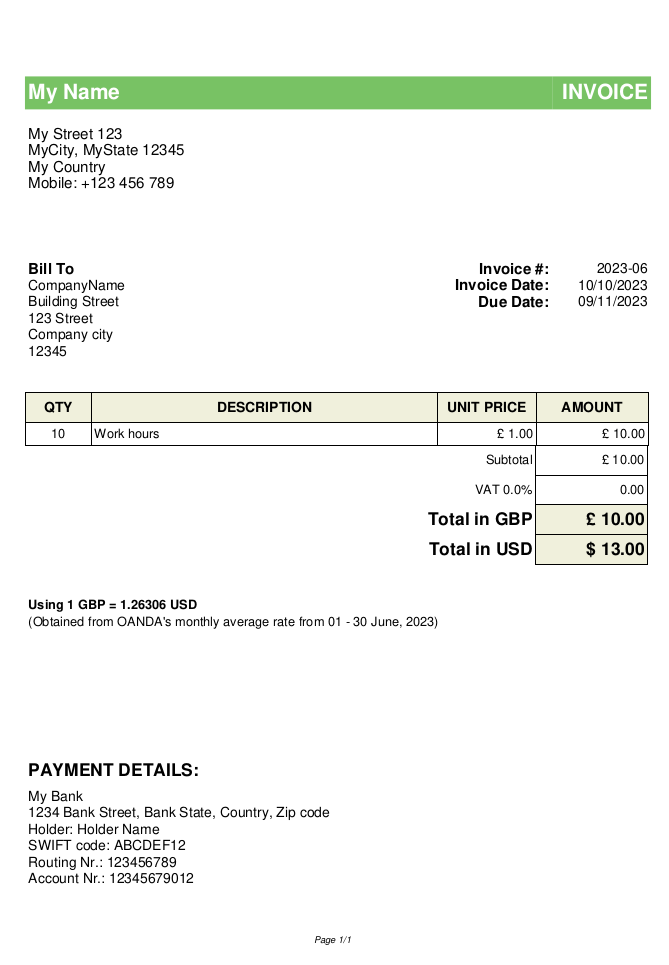 My Name INVOICE
My Street 123
MyCity, MyState 12345
My Country
Mobile: +123 456 789
Bill To Invoice #: 2023-06
CompanyName Invoice Date: 10/10/2023
Building Street Due Date: 09/11/2023
123 Street
Company city
12345
QTY DESCRIPTION UNIT PRICE AMOUNT
10 Work hours £ 1.00 £ 10.00
Subtotal £ 10.00
VAT 0.0% 0.00
Total in GBP £ 10.00
Total in USD $ 13.00
Using 1 GBP = 1.26306 USD
(Obtained from OANDA's monthly average rate from 01 - 30 June, 2023)
PAYMENT DETAILS:
My Bank
1234 Bank Street, Bank State, Country, Zip code
Holder: Holder Name
SWIFT code: ABCDEF12
Routing Nr.: 123456789
Account Nr.: 12345679012
Page 1/1